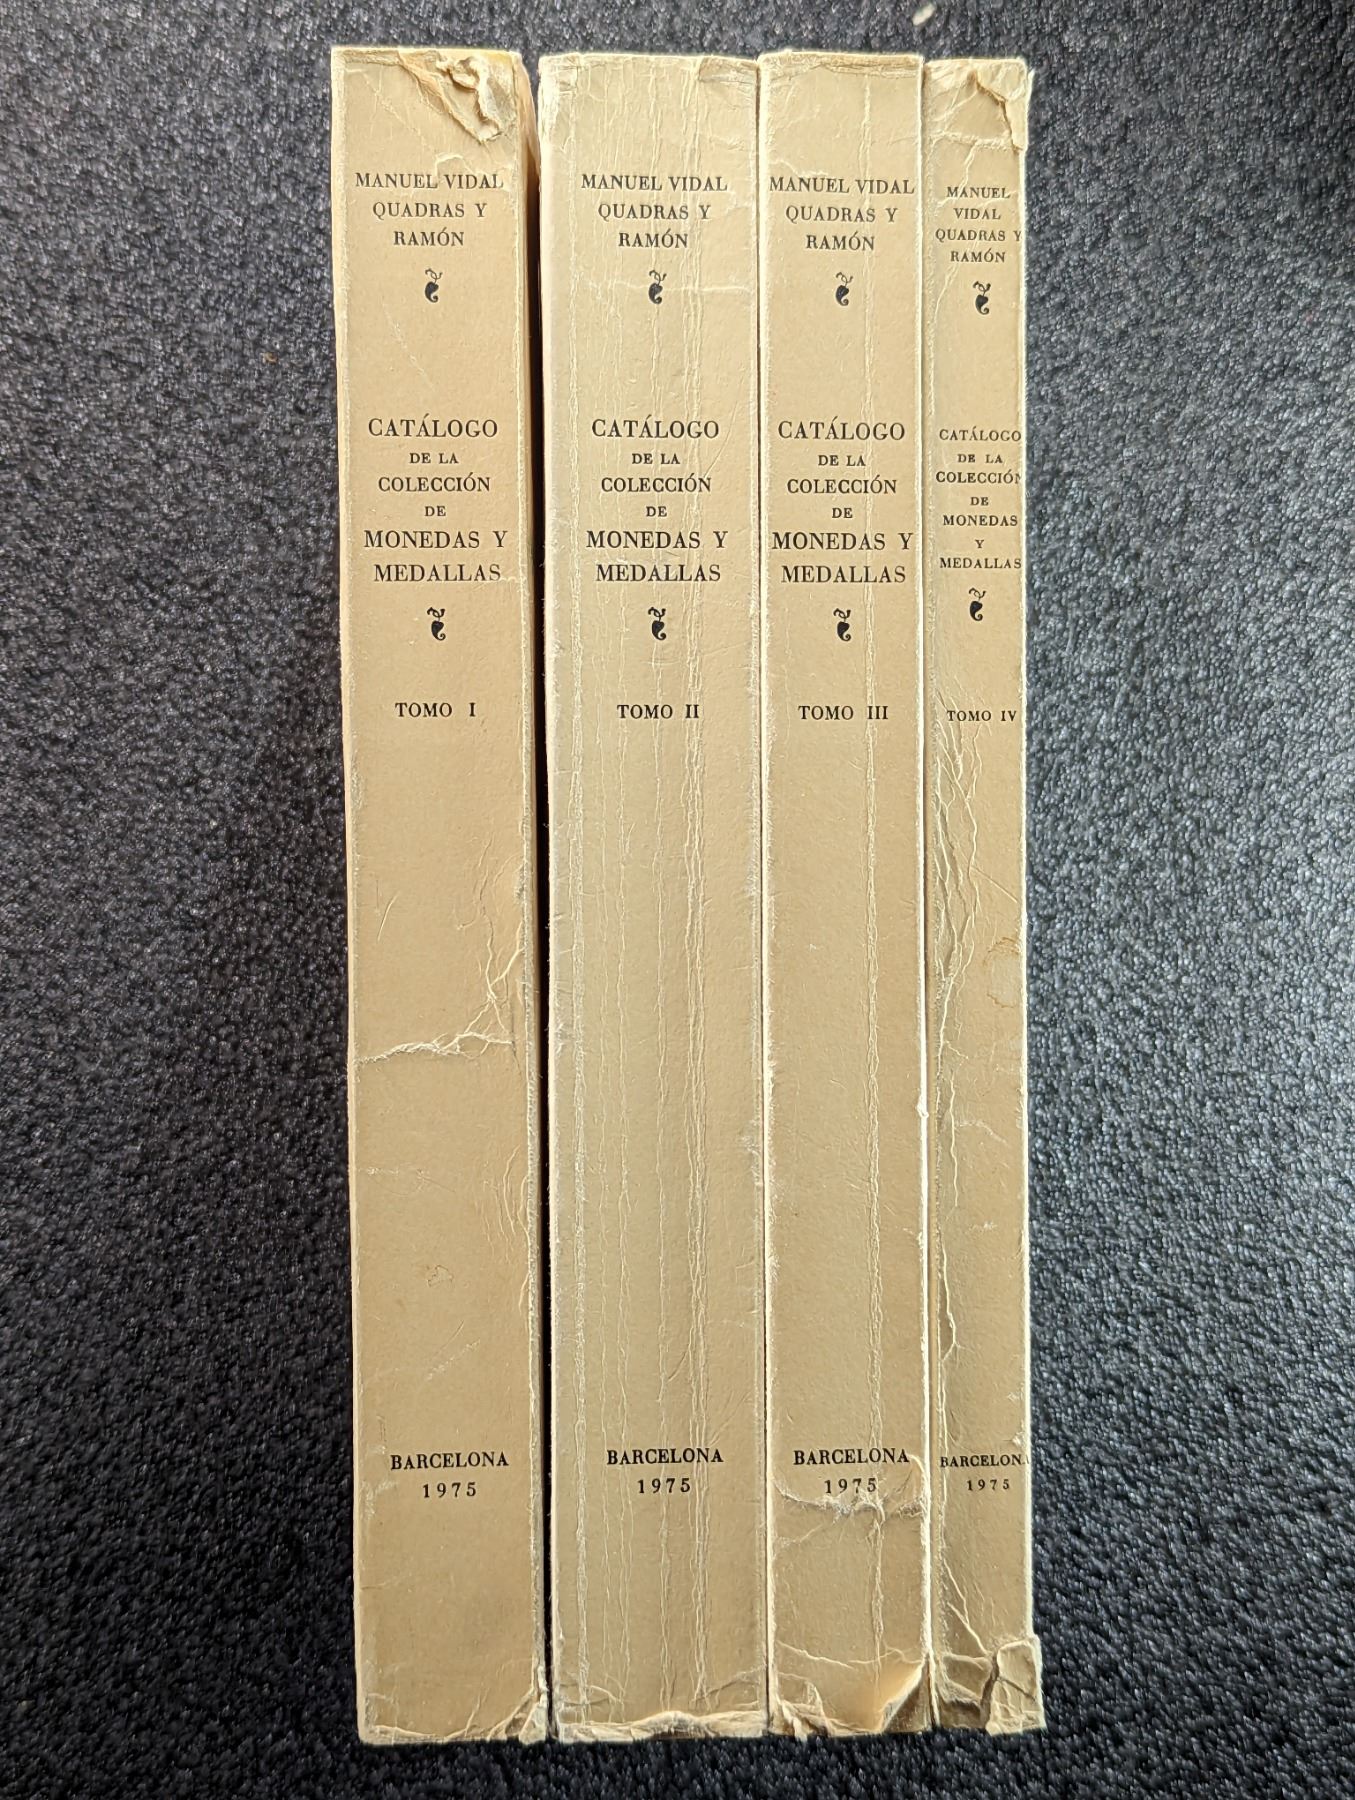 MANUEL VIDAL
QUADRAS Y
RAMÓN
CATÁLOGO
DE LA
COLECCIÓN
DE
MONEDAS Y
MEDALLAS
TOMO I
BARCELONA
1975
MANUEL VIDAL
QUADRAS Y
RAMÓN
CATÁLOGO
DE LA
COLECCIÓN
DE
MONEDAS Y
MEDALLAS
TOMO II
BARCELONA
1975
MANUEL VIDAL
QUADRAS Y
RAMÓN
CATÁLOGO
DE LA
COLECCIÓN
DE
MONEDAS Y
MEDALLAS
TOMO III
BARCELONA
1975
MANUEL
VIDAL
QUADRAS Y
RAMÓN
CATÁLOGO
DE LA
COLECCIÓN
DE
MONEDAS
Y
MEDALLAS
TOMO IV
BARCELONA
1975